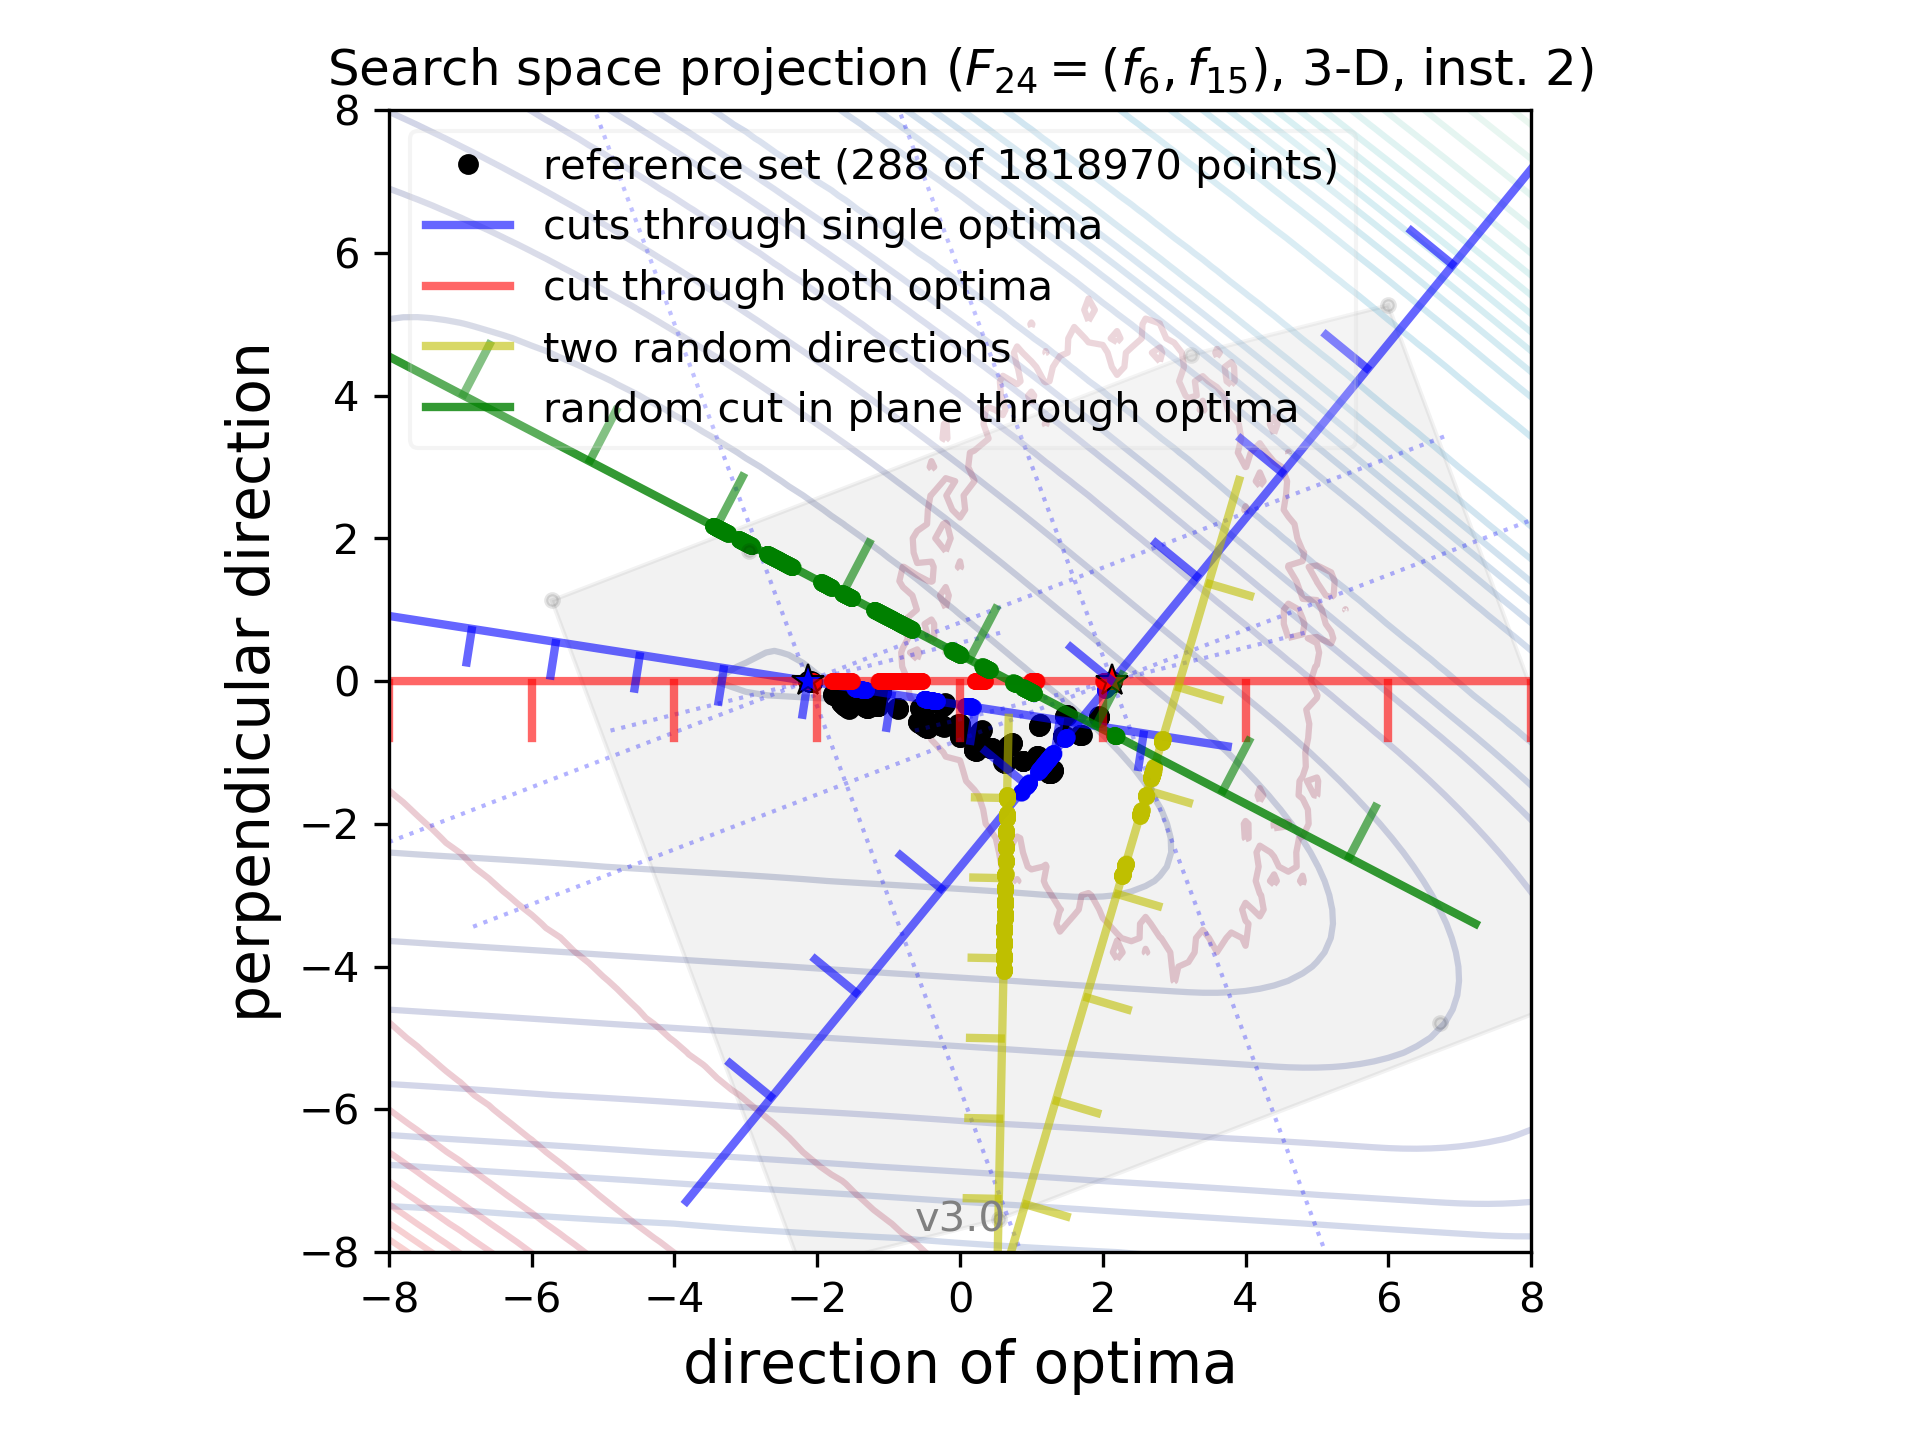 Search space projection (F24 = (f6, f15), 3-D, inst. 2)
8
reference set (288 of 1818970 points)
cuts through single optima
6
cut through both optima
two random directions
4
random cut in plane through optima
2
0
−2
−4
−6
−8
perpendicular direction
v3.0
−8 −6 −4 −2 0 2 4 6 8
direction of optima